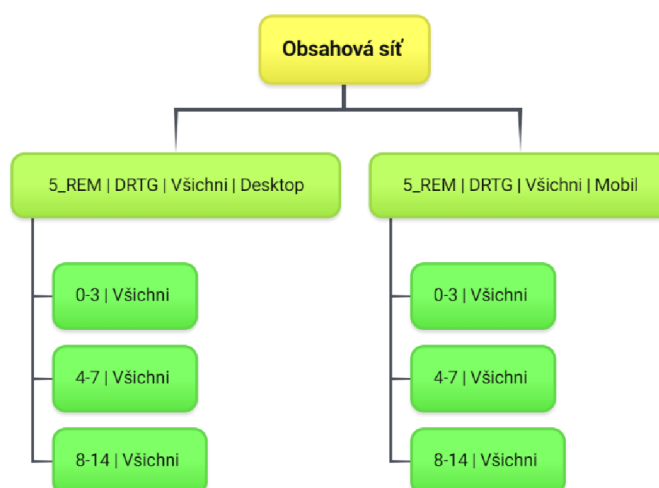 Obsahová síť
5_REM | DRTG | Všichni | Desktop
5_REM | DRTG | Všichni | Mobil
0-3 | Všichni
0-3 | Všichni
4-7 | Všichni
4-7 | Všichni
8-14 | Všichni
8-14 | Všichni